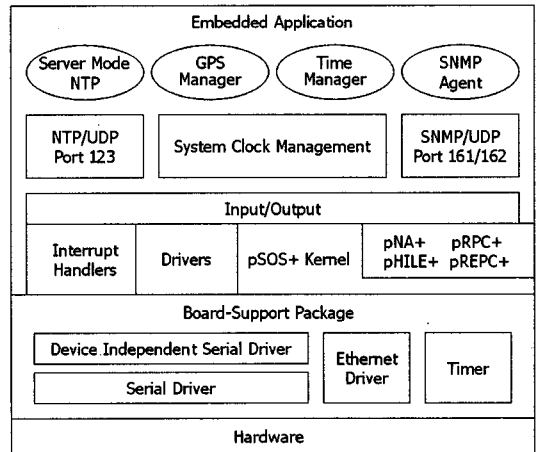 Embedded Application
Server Mode
NTP
GPS
Manager
Time
Manager
SNMP
Agent
NTP/UDP
Port 123
System Clock Management
SNMP/UDP
Port 161/162
Input/Output
Interrupt
Handlers
Drivers
pSOS+ Kernel
pNA+ pRPC+
pHILE+ pREPC+
Board-Support Package
Device Independent Serial Driver
Serial Driver
Ethernet
Driver
Timer
Hardware